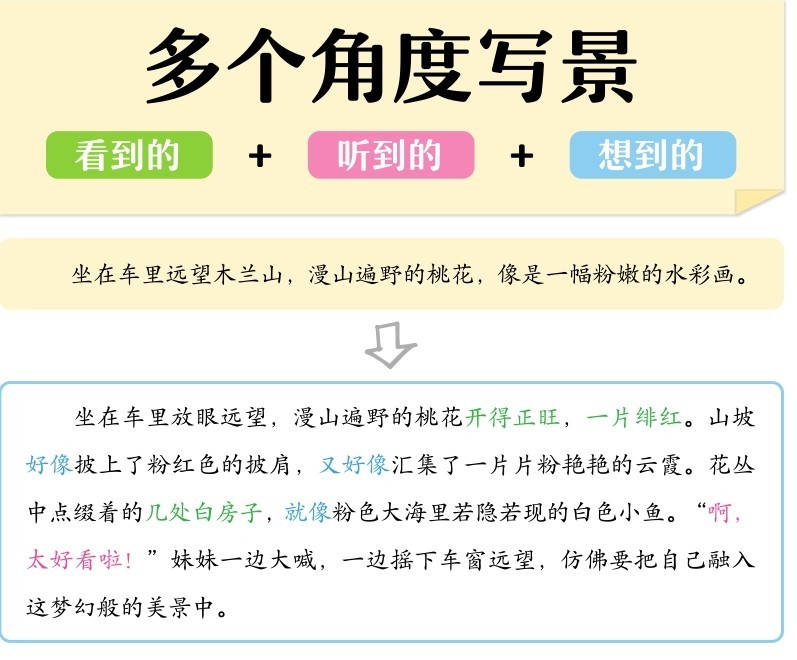 多个角度写景
看到的 + 听到的 + 想到的
坐在车里远望木兰山，漫山遍野的桃花，像是一幅粉嫩的水彩画。
坐在车里放眼远望，漫山遍野的桃花开得正旺，一片绯红。山坡
好像披上了粉红色的披肩，又好像汇集了一片片粉艳艳的云霞。花丛
中点缀着的几处白房子，就像粉色大海里若隐若现的白色小鱼。“啊，
太好看啦！”妹妹一边大喊，一边摇下车窗远望，仿佛要把自己融入
这梦幻般的美景中。